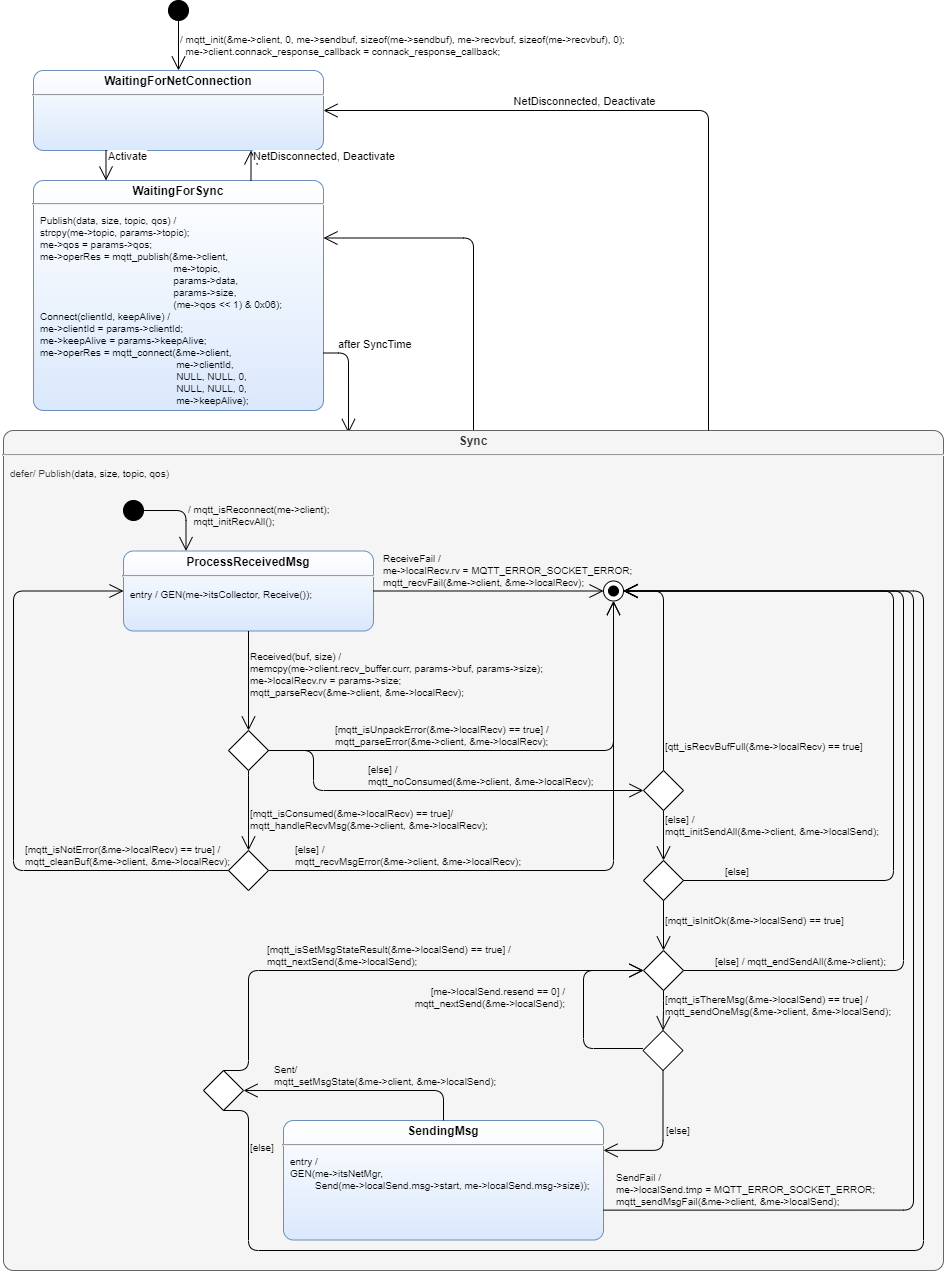 / mqtt_init(&me->client, 0, me->sendbuf, sizeof(me->sendbuf), me->recvbuf, sizeof(me->recvbuf), 0);
me->client.connack_response_callback = connack_response_callback;
WaitingForNetConnection
NetDisconnected, Deactivate
Activate
NetDisconnected, Deactivate
WaitingForSync
Publish(data, size, topic, qos) /
strcpy(me->topic, params->topic);
me->qos = params->qos;
me->operRes = mqtt_publish(&me->client,
me->topic,
params->data,
params->size,
(me->qos << 1) & 0x06);
Connect(clientId, keepAlive) /
me->clientId = params->clientId;
me->keepAlive = params->keepAlive;
me->operRes = mqtt_connect(&me->client,
me->clientId,
NULL, NULL, 0,
NULL, NULL, 0,
me->keepAlive);
after SyncTime
Sync
defer/ Publish(data, size, topic, qos)
/ mqtt_isReconnect(me->client);
mqtt_initRecvAll();
ProcessReceivedMsg
entry / GEN(me->itsCollector, Receive());
ReceiveFail /
me->localRecv.rv = MQTT_ERROR_SOCKET_ERROR;
mqtt_recvFail(&me->client, &me->localRecv);
Received(buf, size) /
memcpy(me->client.recv_buffer.curr, params->buf, params->size);
me->localRecv.rv = params->size;
mqtt_parseRecv(&me->client, &me->localRecv);
[mqtt_isUnpackError(&me->localRecv) == true] /
mqtt_parseError(&me->client, &me->localRecv);
[qtt_isRecvBufFull(&me->localRecv) == true]
[else] /
mqtt_noConsumed(&me->client, &me->localRecv);
[mqtt_isConsumed(&me->localRecv) == true]/
mqtt_handleRecvMsg(&me->client, &me->localRecv);
[else] /
mqtt_initSendAll(&me->client, &me->localSend);
[mqtt_isNotError(&me->localRecv) == true] /
mqtt_cleanBuf(&me->client, &me->localRecv);
[else] /
mqtt_recvMsgError(&me->client, &me->localRecv);
[else]
[mqtt_isInitOk(&me->localSend) == true]
[mqtt_isSetMsgStateResult(&me->localSend) == true] /
mqtt_nextSend(&me->localSend);
[else] / mqtt_endSendAll(&me->client);
[me->localSend.resend == 0] /
mqtt_nextSend(&me->localSend);
[mqtt_isThereMsg(&me->localSend) == true] /
mqtt_sendOneMsg(&me->client, &me->localSend);
Sent/
mqtt_setMsgState(&me->client, &me->localSend);
[else]
[else]
SendingMsg
entry /
GEN(me->itsNetMgr,
Send(me->localSend.msg->start, me->localSend.msg->size));
SendFail /
me->localSend.tmp = MQTT_ERROR_SOCKET_ERROR;
mqtt_sendMsgFail(&me->client, &me->localSend);